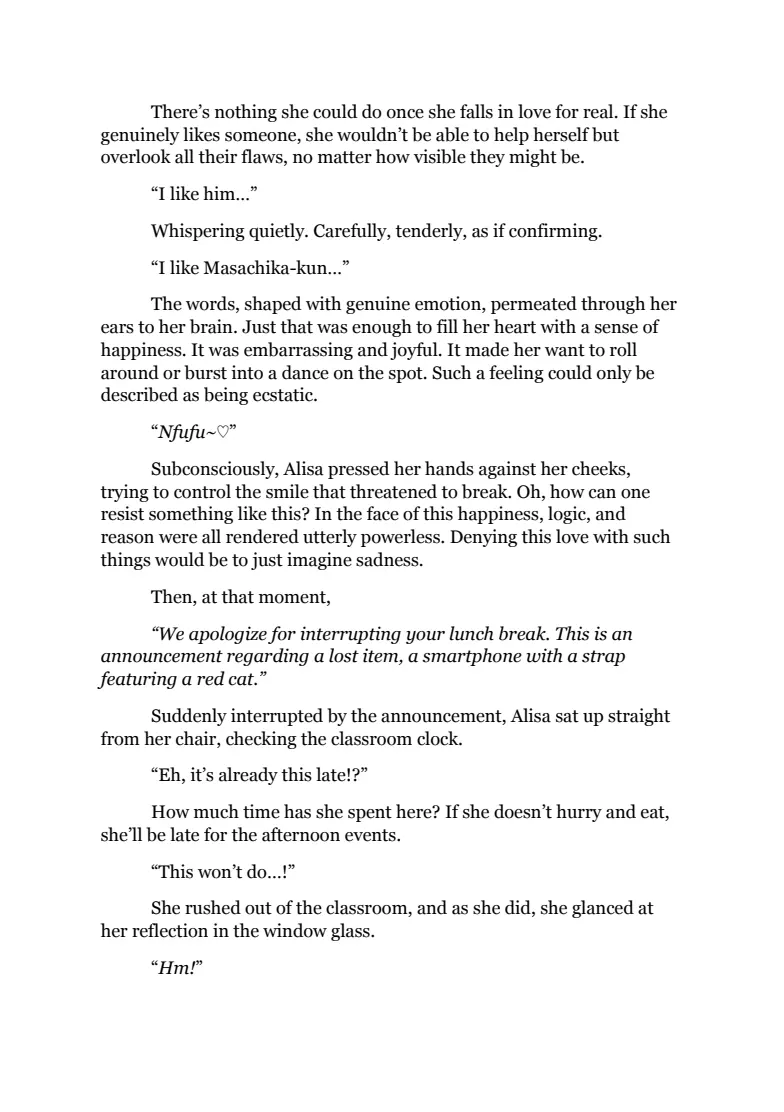 There’s nothing she could do once she falls in love for real. If she
genuinely likes someone, she wouldn’t be able to help herself but
overlook all their flaws, no matter how visible they might be.
“I like him…”
Whispering quietly. Carefully, tenderly, as if confirming.
“I like Masachika-kun…”
The words, shaped with genuine emotion, permeated through her
ears to her brain. Just that was enough to fill her heart with a sense of
happiness. It was embarrassing and joyful. It made her want to roll
around or burst into a dance on the spot. Such a feeling could only be
described as being ecstatic.
“Nfufu~♡”
Subconsciously, Alisa pressed her hands against her cheeks,
trying to control the smile that threatened to break. Oh, how can one
resist something like this? In the face of this happiness, logic, and
reason were all rendered utterly powerless. Denying this love with such
things would be to just imagine sadness.
Then, at that moment,
“We apologize for interrupting your lunch break. This is an
announcement regarding a lost item, a smartphone with a strap
featuring a red cat.”
Suddenly interrupted by the announcement, Alisa sat up straight
from her chair, checking the classroom clock.
“Eh, it’s already this late!?”
How much time has she spent here? If she doesn’t hurry and eat,
she’ll be late for the afternoon events.
“This won’t do…!”
She rushed out of the classroom, and as she did, she glanced at
her reflection in the window glass.
“Hm!”